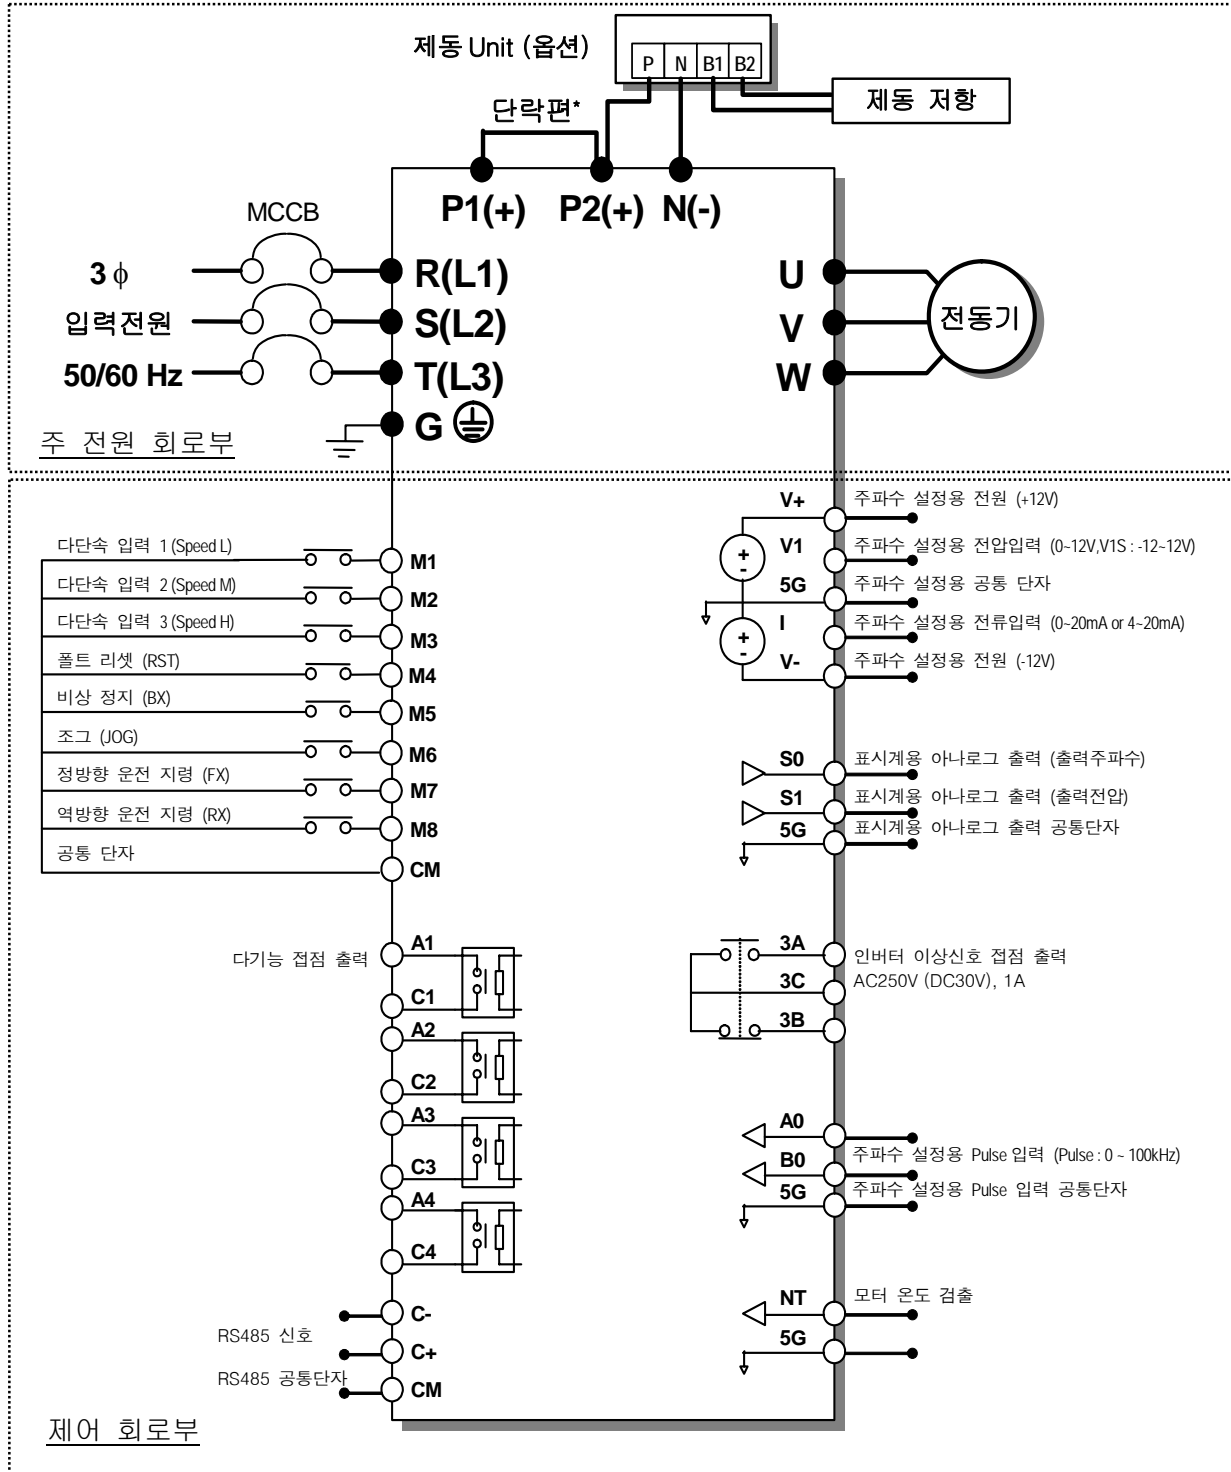 제동 Unit (옵션)
P N B1 B2
제동 저항
단락편*
P1(+) P2(+) N(-)
MCCB
3 ϕ
입력전원
50/60 Hz
R(L1)
S(L2)
T(L3)
G
U
V
W
전동기
주 전원 회로부
다단속 입력 1 (Speed L)
M1
다단속 입력 2 (Speed M)
M2
다단속 입력 3 (Speed H)
M3
폴트 리셋 (RST)
M4
비상 정지 (BX)
M5
조그 (JOG)
M6
정방향 운전 지령 (FX)
M7
역방향 운전 지령 (RX)
M8
공통 단자
CM
V+
주파수 설정용 전원 (+12V)
+
-
V1
주파수 설정용 전압입력 (0~12V,V1S : -12~12V)
5G
주파수 설정용 공통 단자
+
-
I
주파수 설정용 전류입력 (0~20mA or 4~20mA)
V-
주파수 설정용 전원 (-12V)
S0
표시계용 아나로그 출력 (출력주파수)
S1
표시계용 아나로그 출력 (출력전압)
5G
표시계용 아나로그 출력 공통단자
다기능 접점 출력
A1
C1
A2
C2
A3
C3
A4
C4
3A
인버터 이상신호 접점 출력
3C
AC250V (DC30V), 1A
3B
A0
주파수 설정용 Pulse 입력 (Pulse : 0 ~ 100kHz)
B0
5G
주파수 설정용 Pulse 입력 공통단자
NT
모터 온도 검출
5G
C-
RS485 신호
C+
RS485 공통단자
CM
제어 회로부